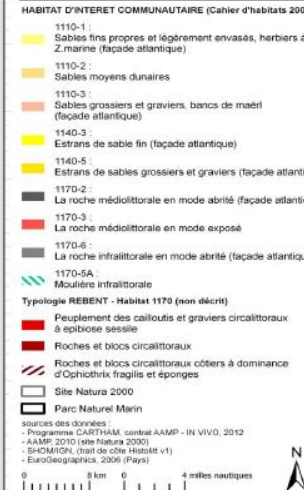 HABITAT D'INTERET COMMUNAUTAIRE (Cahier d'habitats 200
1110-1 :
Sables fins propres et légèrement envasés, herbiers à
Z.marine (façade atlantique)
1110-2 :
Sables moyens dunaires
1110-3 :
Sables grossiers et graviers, bancs de maërl
(façade atlantique)
1140-3 :
Estrans de sable fin (façade atlantique)
1140-5 :
Estrans de sables grossiers et graviers (façade atlanti
1170-2 :
La roche médiolittorale en mode abrité (façade atlanti
1170-3 :
La roche médiolittorale en mode exposé
1170-6 :
La roche infralittorale en mode abrité (façade atlantiqu
1170-5A :
Moulière infralittorale
Typologie REBENT - Habitat 1170 (non décrit)
Peuplement des cailloutis et graviers circalittoraux
à epibiose sessile
Roches et blocs circalittoraux
Roches et blocs circalittoraux côtiers à dominance
d'Ophiothrix fragilis et éponges
Site Natura 2000
Parc Naturel Marin
sources des données :
- Programme CARTHAM, contrat AAMP - IN VIVO, 2012
- AAMP, 2010 (site Natura 2000)
- SHOM/IGN, (trait de côte Histolitt v1)
- EuroGeographics, 2006 (Pays)
N
0 8 km 0 4 milles nautiques